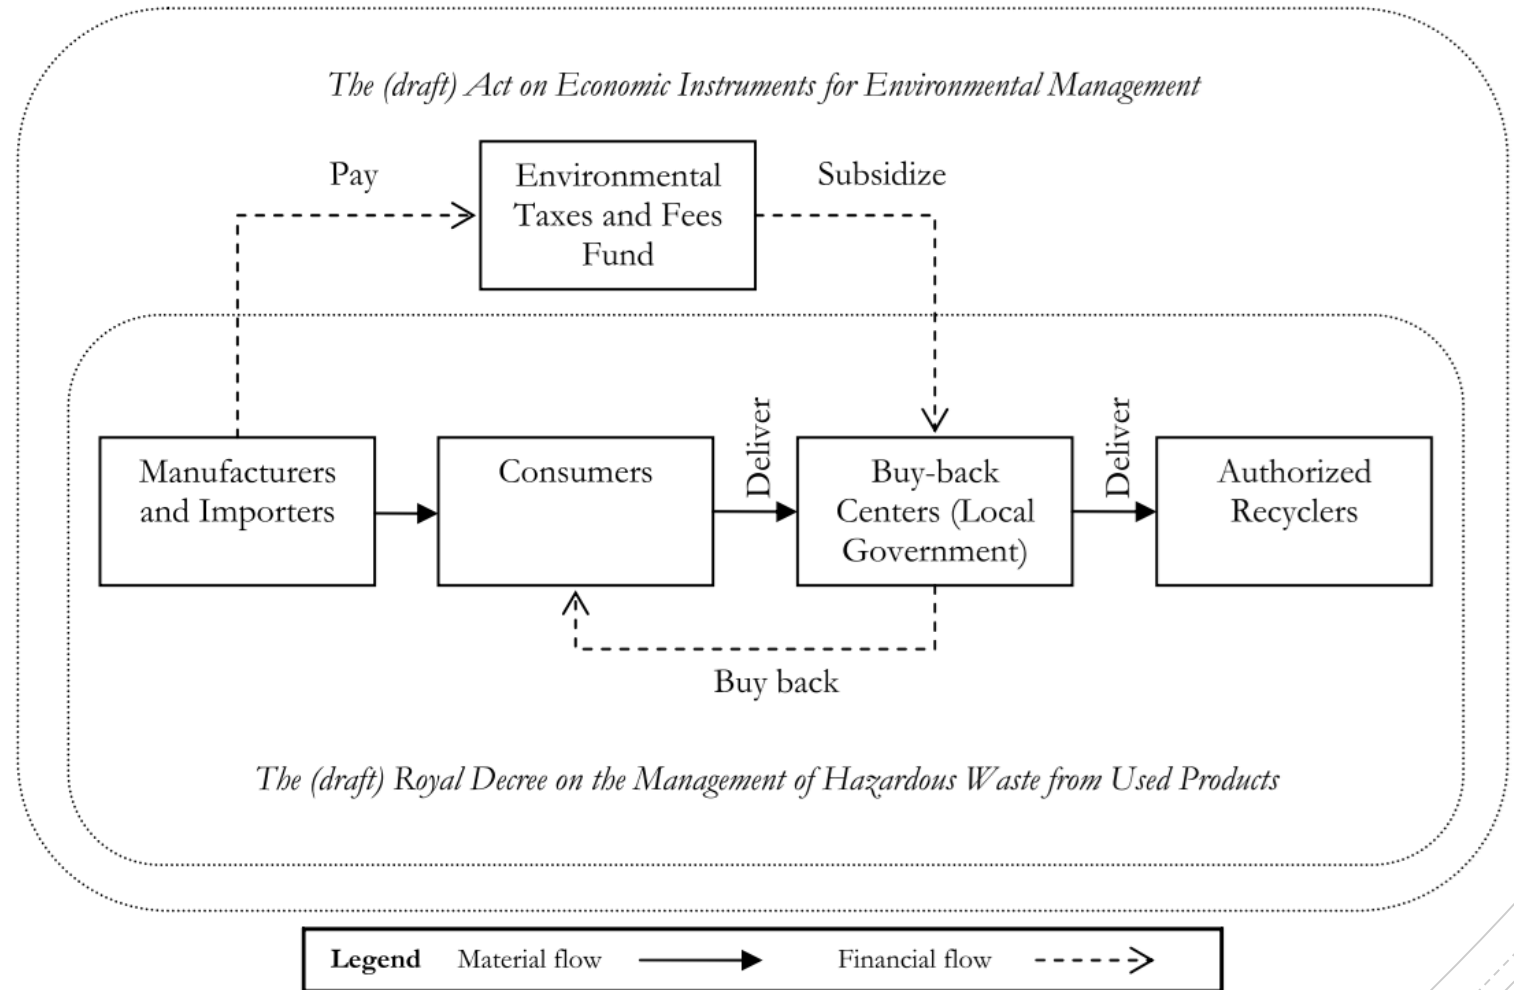 The (draft) Act on Economic Instruments for Environmental Management
Pay
Environmental
Taxes and Fees
Fund
Subsidize
Manufacturers
and Importers
Consumers
Deliver
Buy-back
Centers (Local
Government)
Deliver
Authorized
Recyclers
Buy back
The (draft) Royal Decree on the Management of Hazardous Waste from Used Products
Legend Material flow Financial flow